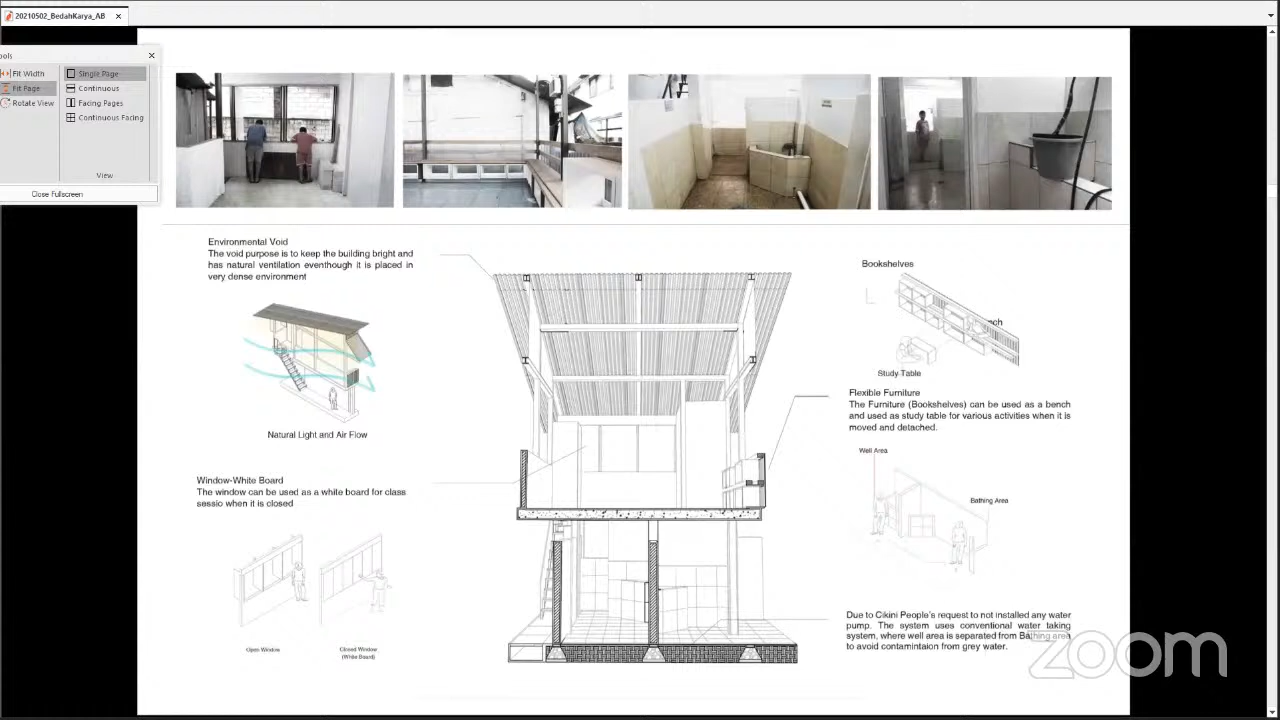 20210502_BedahKarya_AB
ols
Fit Width
Fit Page
Rotate View
Single Page
Continuous
Facing Pages
Continuous Facing
View
Close Fullscreen
Environmental Void
The void purpose is to keep the building bright and
has natural ventilation eventhough it is placed in
very dense environment
Natural Light and Air Flow
Window-White Board
The window can be used as a white board for class
sessio when it is closed
Open Window
Closed Window
(White Board)
Bookshelves
nch
Study Table
Flexible Furniture
The Furniture (Bookshelves) can be used as a bench
and used as study table for various activities when it is
moved and detached.
Well Area
Bathing Area
Due to Cikini People's request to not installed any water
pump. The system uses conventional water taking
system, where well area is separated from Bathing area
to avoid contamintaion from grey water.
zoom